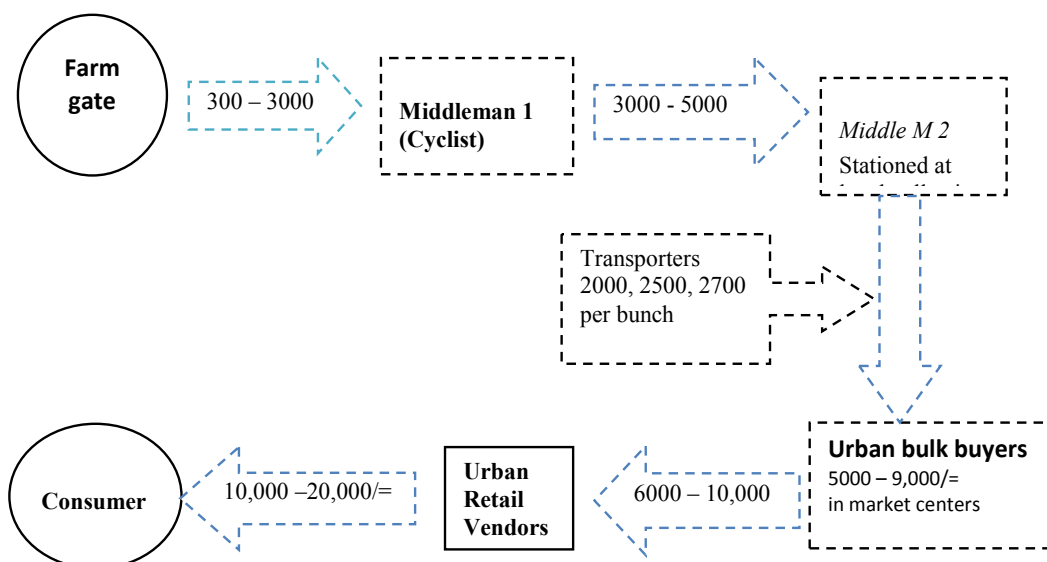 Farm
gate
300 – 3000
Middleman 1
(Cyclist)
3000 - 5000
Middle M 2
Stationed at
Transporters
2000, 2500, 2700
per bunch
Urban bulk buyers
5000 – 9,000/=
in market centers
6000 – 10,000
Urban
Retail
Vendors
10,000 –20,000/=
Consumer